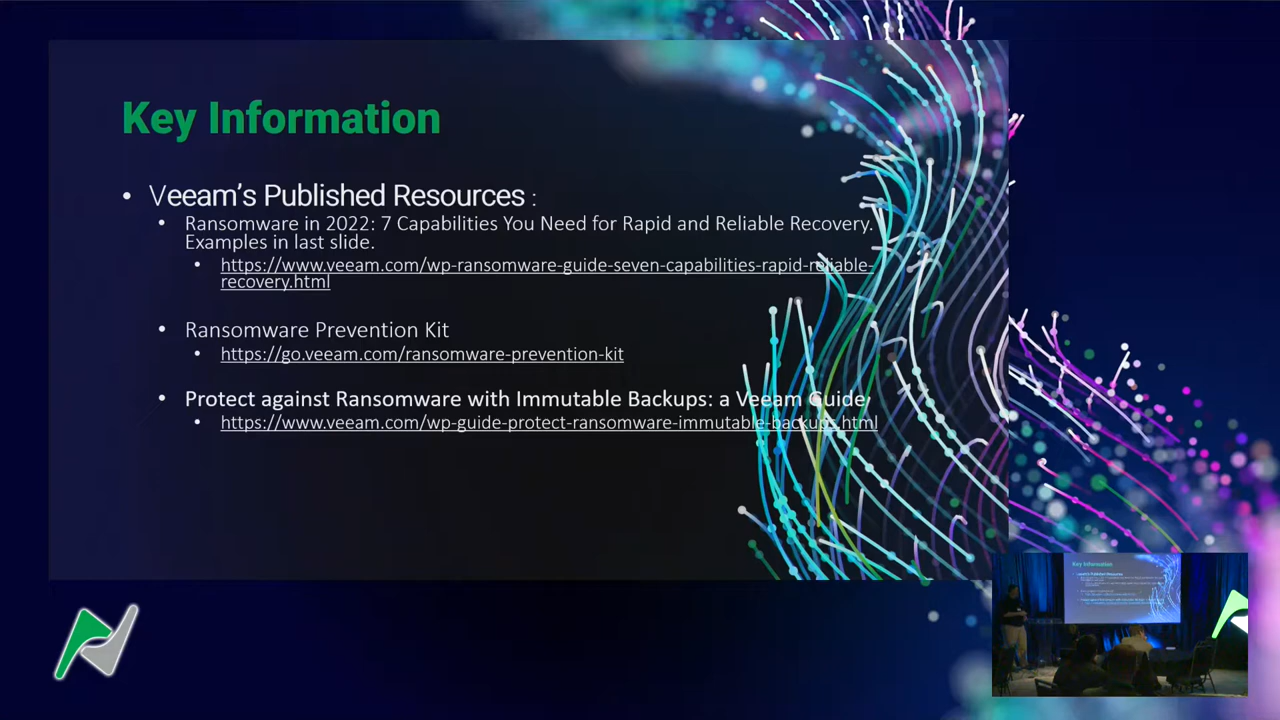 Key Information
• Veeam's Published Resources :
• Ransomware in 2022: 7 Capabilities You Need for Rapid and Reliable Recovery.
Examples in last slide.
• https://www.veeam.com/wp-ransomware-guide-seven-capabilities-rapid-reliable-
recovery.html
• Ransomware Prevention Kit
• https://go.veeam.com/ransomware-prevention-kit
• Protect against Ransomware with Immutable Backups: a Veeam Guide
• https://www.veeam.com/wp-guide-protect-ransomware-immutable-backups.html
Key Information